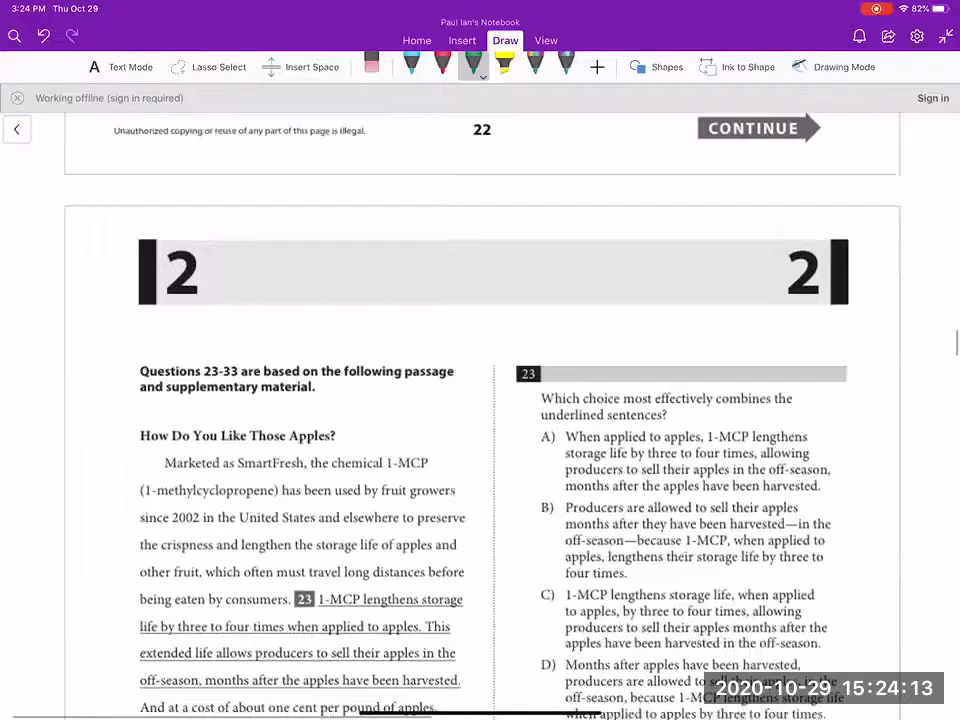 3:24 PM Thu Oct 29
82%
Paul Ian's Notebook
Home Insert Draw View
A Text Mode Lasso Select Insert Space Shapes Ink to Shape Drawing Mode
Working offline (sign in required) Sign in
Unauthorized copying or reuse of any part of this page is illegal. 22 CONTINUE
2 2
Questions 23-33 are based on the following passage
and supplementary material.
How Do You Like Those Apples?
Marketed as SmartFresh, the chemical 1-MCP
(1-methylcyclopropene) has been used by fruit growers
since 2002 in the United States and elsewhere to preserve
the crispness and lengthen the storage life of apples and
other fruit, which often must travel long distances before
being eaten by consumers. 23 1-MCP lengthens storage
life by three to four times when applied to apples. This
extended life allows producers to sell their apples in the
off-season, months after the apples have been harvested.
And at a cost of about one cent per pound of apples,
23
Which choice most effectively combines the
underlined sentences?
A) When applied to apples, 1-MCP lengthens
storage life by three to four times, allowing
producers to sell their apples in the off-season,
months after the apples have been harvested.
B) Producers are allowed to sell their apples
months after they have been harvested—in the
off-season—because 1-MCP, when applied to
apples, lengthens their storage life by three to
four times.
C) 1-MCP lengthens storage life, when applied
to apples, by three to four times, allowing
producers to sell their apples months after the
apples have been harvested in the off-season.
D) Months after apples have been harvested,
producers are allowed to sell their apples, in the
off-season, because 1-MCP lengthens storage life
when applied to apples by three to four times.
2020-10-29 15:24:13